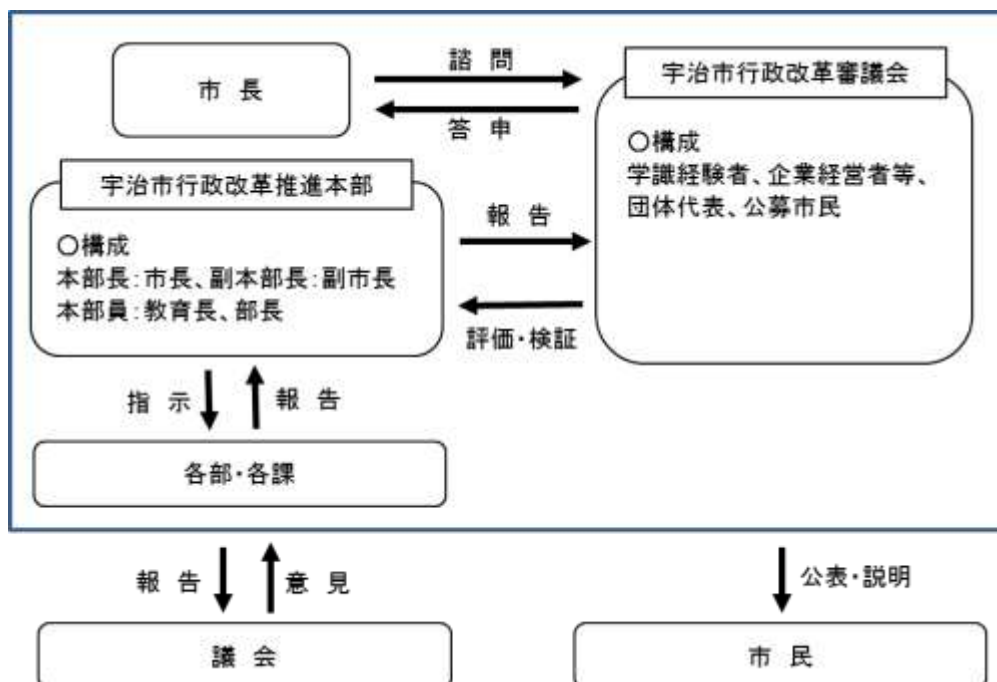 市 長
諮 問
答 申
宇治市行政改革審議会
〇構成
学識経験者、企業経営者等、
団体代表、公募市民
宇治市行政改革推進本部
〇構成
本部長：市長、副本部長：副市長
本部員：教育長、部長
報 告
評価・検証
指 示
報 告
各部・各課
報 告
意 見
公表・説明
議 会
市 民